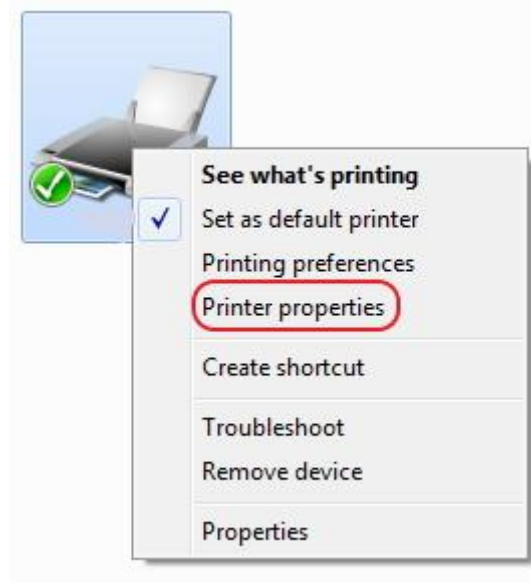 See what's printing
Set as default printer
Printing preferences
Printer properties
Create shortcut
Troubleshoot
Remove device
Properties